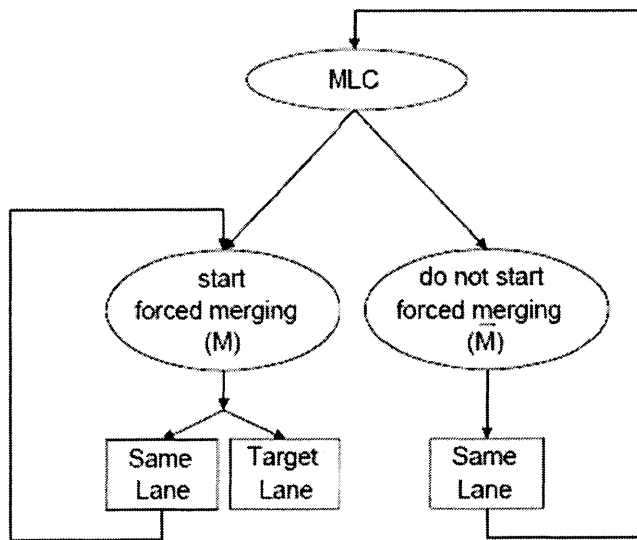 MLC
start
forced merging
(M)
do not start
forced merging
(M̅)
Same
Lane
Target
Lane
Same
Lane